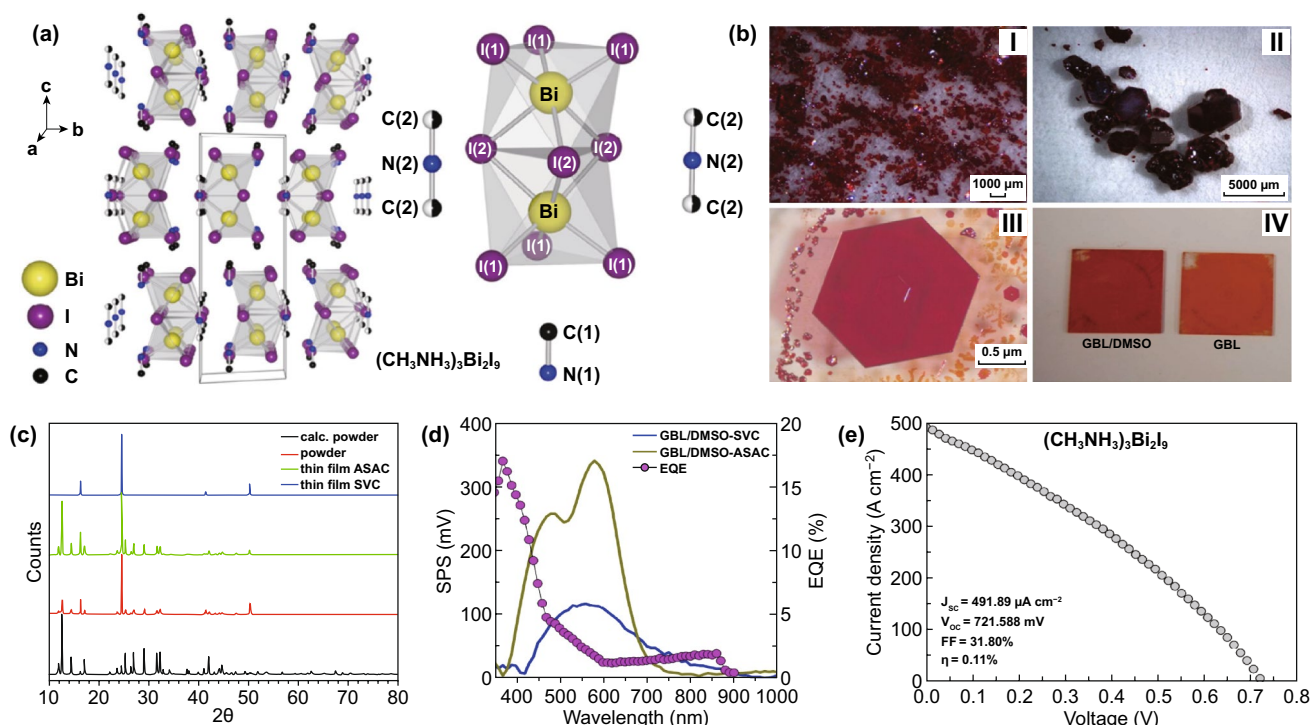 (a)
c
b
a
Bi
I
N
C
(CH₃NH₃)₃Bi₂I₉
I(1)
I(1)
I(1)
Bi
C(2)
C(2)
I(2)
I(2)
N(2)
N(2)
I(2)
C(2)
C(2)
Bi
I(1)
I(1)
I(1)
C(1)
N(1)
(b)
I
1000 µm
II
5000 µm
III
0.5 µm
IV
GBL/DMSO
GBL
(c)
calc. powder
powder
thin film ASAC
thin film SVC
Counts
10 20 30 40 50 60 70 80
2θ
(d)
GBL/DMSO-SVC
GBL/DMSO-ASAC
EQE
400
300
200
100
0
SPS (mV)
20
15
10
5
0
EQE (%)
400 500 600 700 800 900 1000
Wavelength (nm)
(e)
(CH₃NH₃)₃Bi₂I₉
500
400
300
200
100
0
Current density (A cm⁻²)
J_SC = 491.89 µA cm⁻²
V_OC = 721.588 mV
FF = 31.80%
η = 0.11%
0.0 0.1 0.2 0.3 0.4 0.5 0.6 0.7 0.8
Voltage (V)